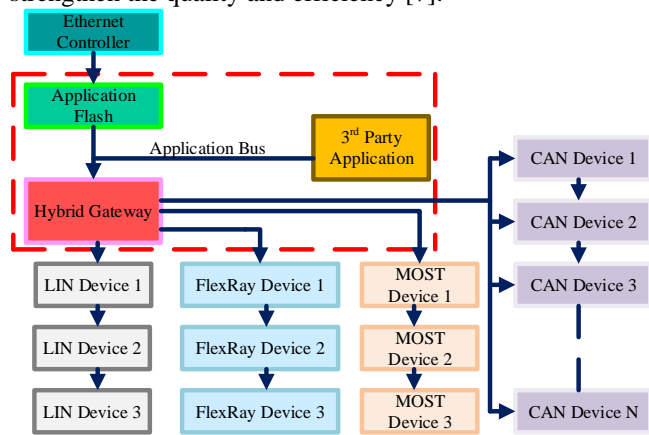 strengthen the quality and efficiency [7].
Ethernet
Controller
Application
Flash
Application Bus
3rd Party
Application
Hybrid Gateway
CAN Device 1
CAN Device 2
CAN Device 3
CAN Device N
LIN Device 1
LIN Device 2
LIN Device 3
FlexRay Device 1
FlexRay Device 2
FlexRay Device 3
MOST
Device 1
MOST
Device 2
MOST
Device 3